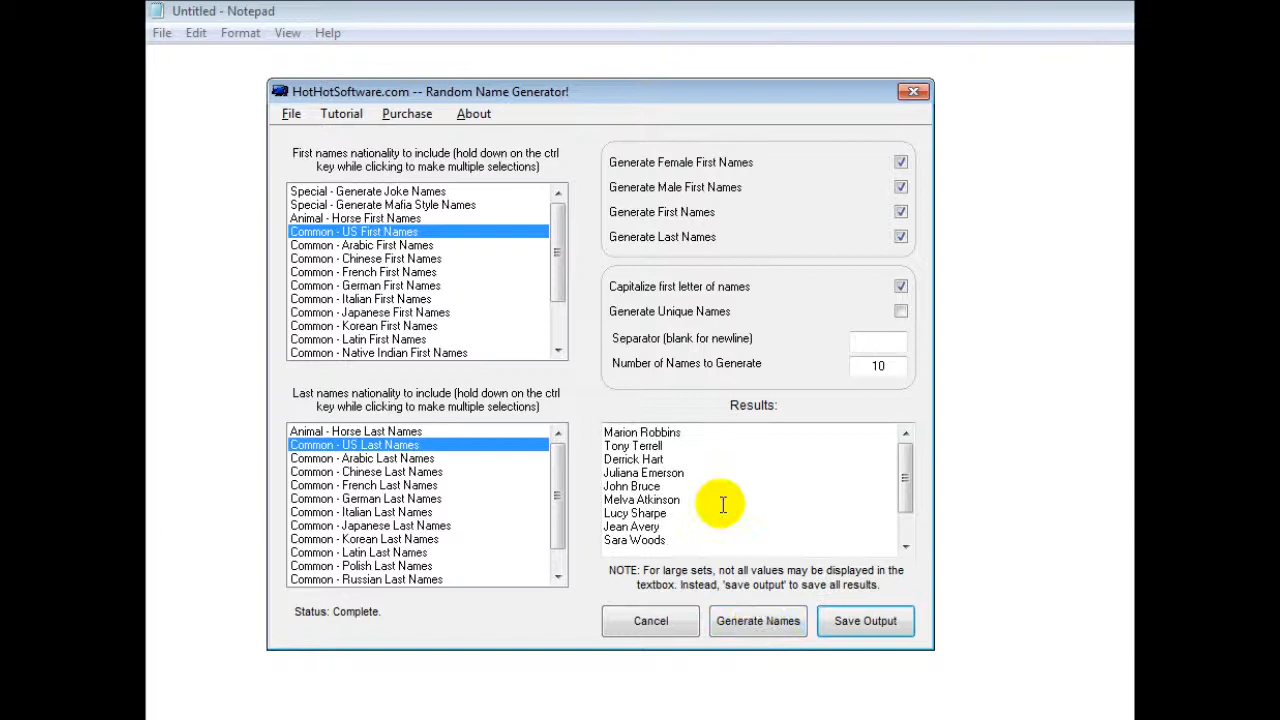 Untitled - Notepad
File Edit Format View Help
HotHotSoftware.com -- Random Name Generator!
File Tutorial Purchase About
First names nationality to include (hold down on the ctrl
key while clicking to make multiple selections)
Special - Generate Joke Names
Special - Generate Mafia Style Names
Animal - Horse First Names
Common - US First Names
Common - Arabic First Names
Common - Chinese First Names
Common - French First Names
Common - German First Names
Common - Italian First Names
Common - Japanese First Names
Common - Korean First Names
Common - Latin First Names
Common - Native Indian First Names
Last names nationality to include (hold down on the ctrl
key while clicking to make multiple selections)
Animal - Horse Last Names
Common - US Last Names
Common - Arabic Last Names
Common - Chinese Last Names
Common - French Last Names
Common - German Last Names
Common - Italian Last Names
Common - Japanese Last Names
Common - Korean Last Names
Common - Latin Last Names
Common - Polish Last Names
Common - Russian Last Names
Status: Complete.
Generate Female First Names
Generate Male First Names
Generate First Names
Generate Last Names
Capitalize first letter of names
Generate Unique Names
Separator (blank for newline)
Number of Names to Generate 10
Results:
Marion Robbins
Tony Terrell
Derrick Hart
Juliana Emerson
John Bruce
Melva Atkinson
Lucy Sharpe
Jean Avery
Sara Woods
NOTE: For large sets, not all values may be displayed in the
textbox. Instead, 'save output' to save all results.
Cancel Generate Names Save Output